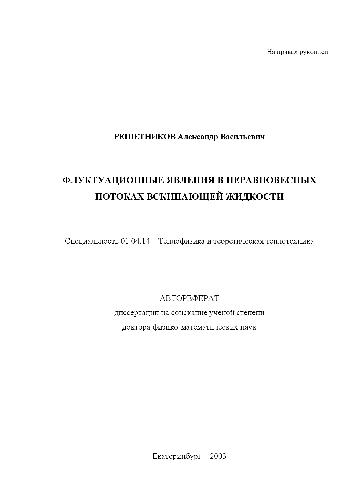 На правах рукописи
РЕШЕТНИКОВ Александр Васильевич
ФЛУКТУАЦИОННЫЕ ЯВЛЕНИЯ В НЕРАВНОВЕСНЫХ
ПОТОКАХ ВСКИПАЮЩЕЙ ЖИДКОСТИ
Специальность 01.04.14 – Теплофизика и теоретическая теплотехника
АВТОРЕФЕРАТ
диссертации на соискание ученой степени
доктора физико-математических наук
Екатеринбург – 2003